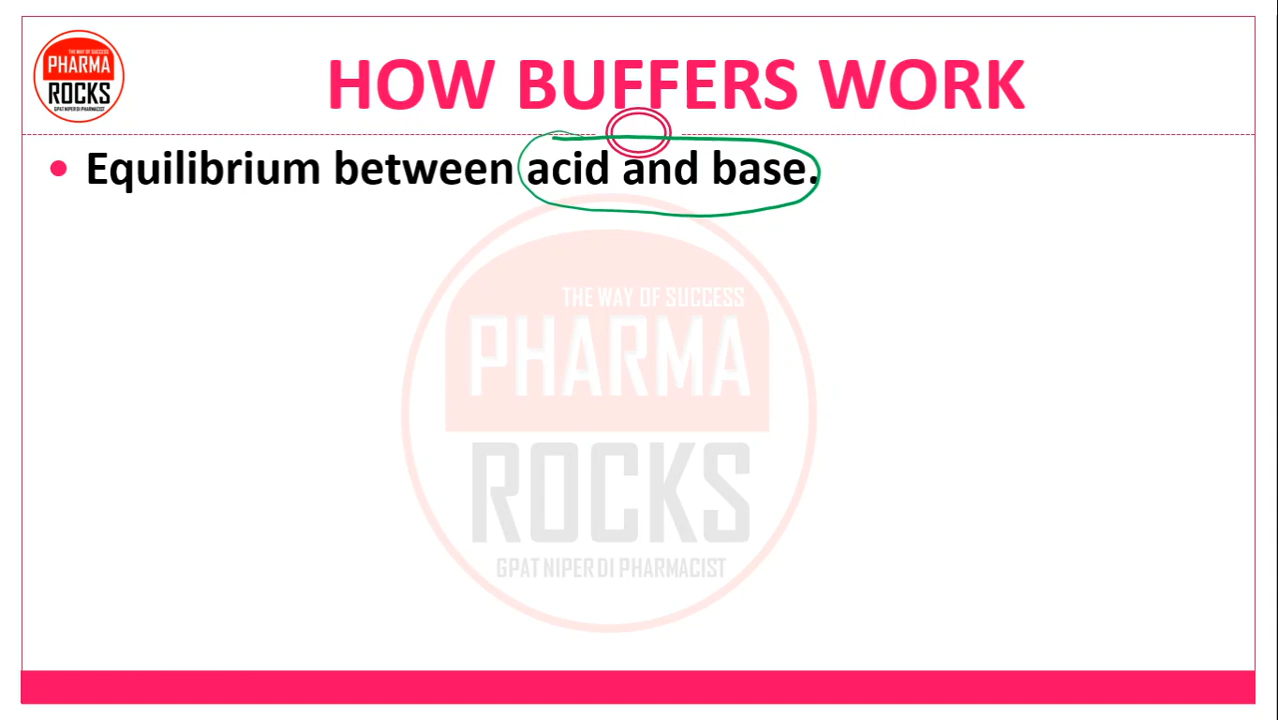 THE WAY OF SUCCESS
PHARMA
ROCKS
GPAT NIPER DI PHARMACIST
HOW BUFFERS WORK
• Equilibrium between acid and base.
THE WAY OF SUCCESS
PHARMA
ROCKS
GPAT NIPER DI PHARMACIST